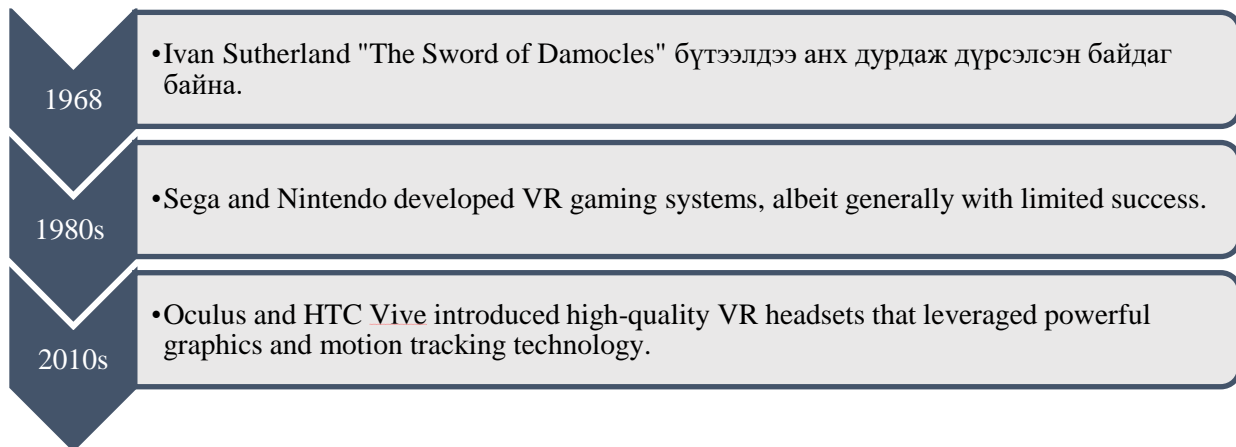 1968
•Ivan Sutherland "The Sword of Damocles" бүтээлдээ анх дурдаж дүрсэлсэн байдаг
байна.
1980s
•Sega and Nintendo developed VR gaming systems, albeit generally with limited success.
2010s
•Oculus and HTC Vive introduced high-quality VR headsets that leveraged powerful
graphics and motion tracking technology.